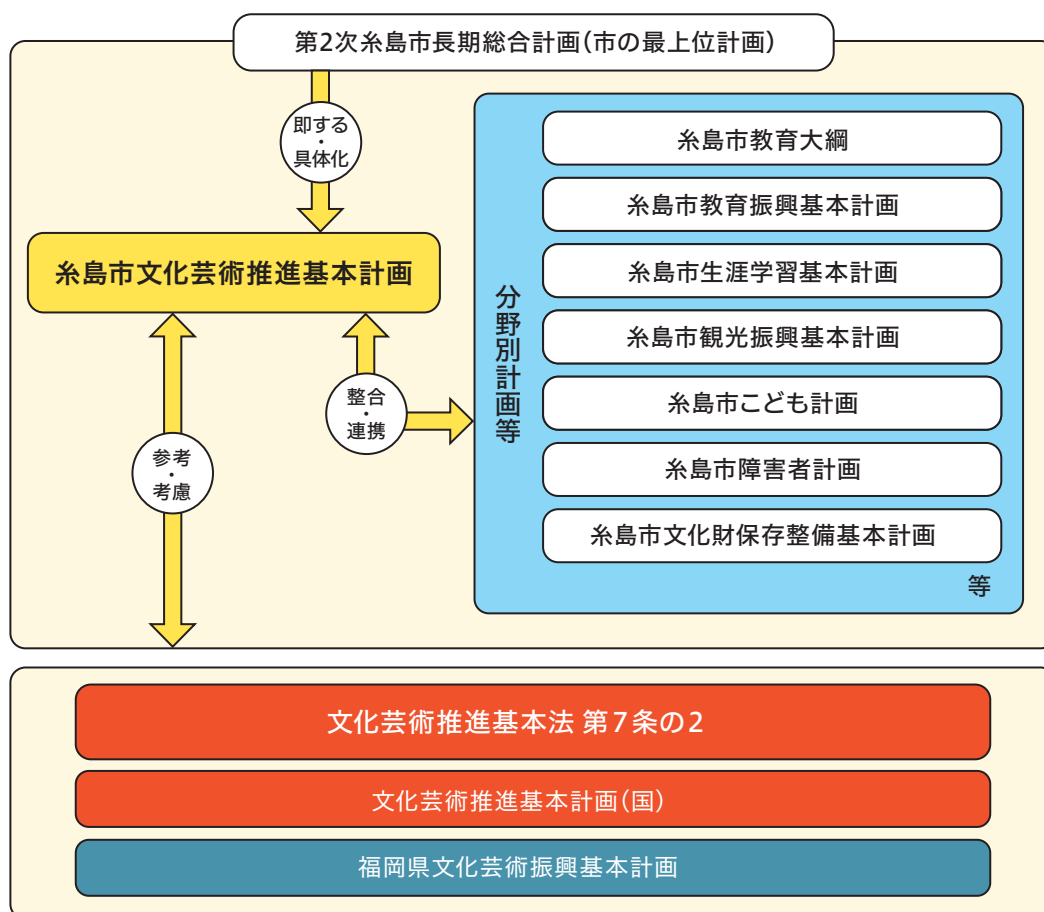 第2次糸島市長期総合計画(市の最上位計画)
即する
・
具体化
糸島市文化芸術推進基本計画
整合
・
連携
参考
・
考慮
分野別計画等
糸島市教育大綱
糸島市教育振興基本計画
糸島市生涯学習基本計画
糸島市観光振興基本計画
糸島市こども計画
糸島市障害者計画
糸島市文化財保存整備基本計画
等
文化芸術推進基本法 第7条の2
文化芸術推進基本計画(国)
福岡県文化芸術振興基本計画